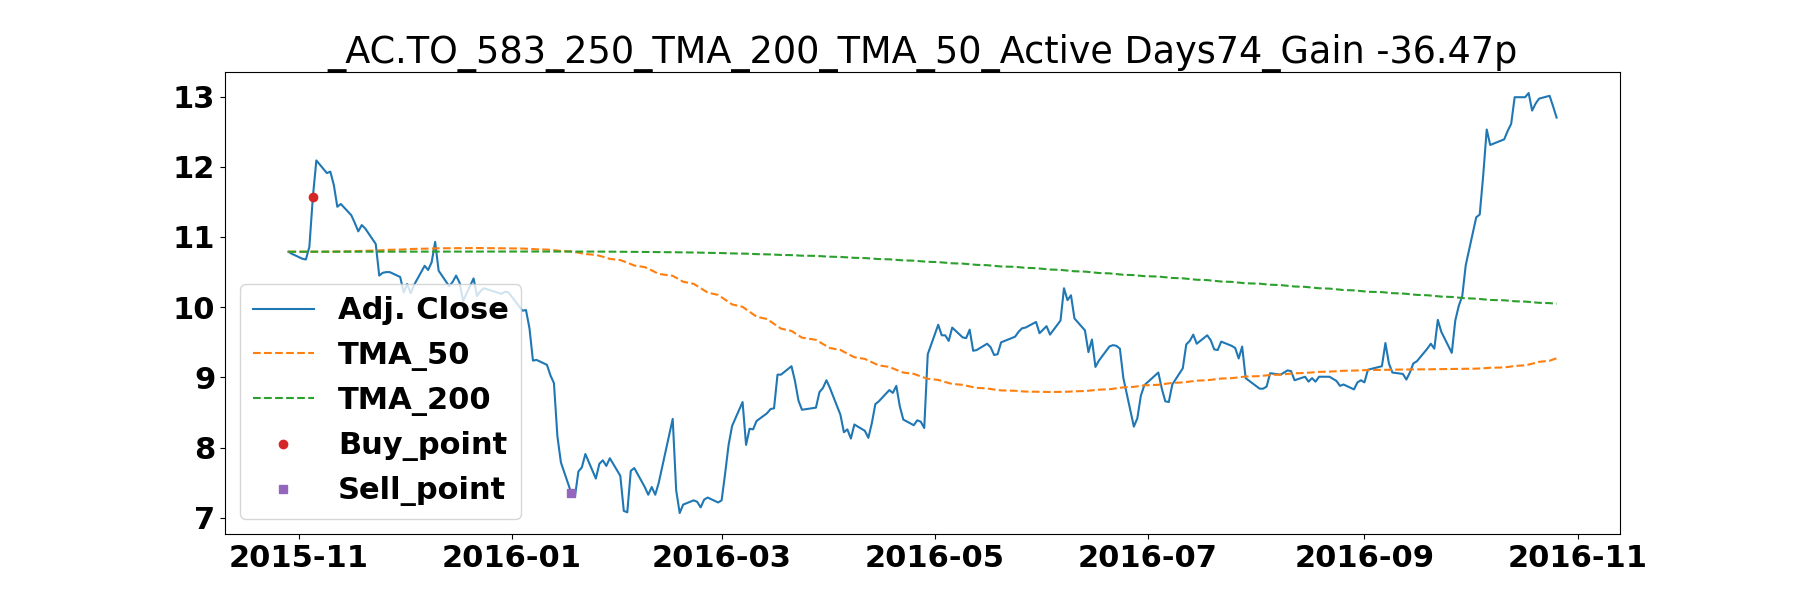 _AC.TO_583_250_TMA_200_TMA_50_Active Days74_Gain -36.47p
13
12
11
10
9
8
7
Adj. Close
TMA_50
TMA_200
Buy_point
Sell_point
2015-11 2016-01 2016-03 2016-05 2016-07 2016-09 2016-11